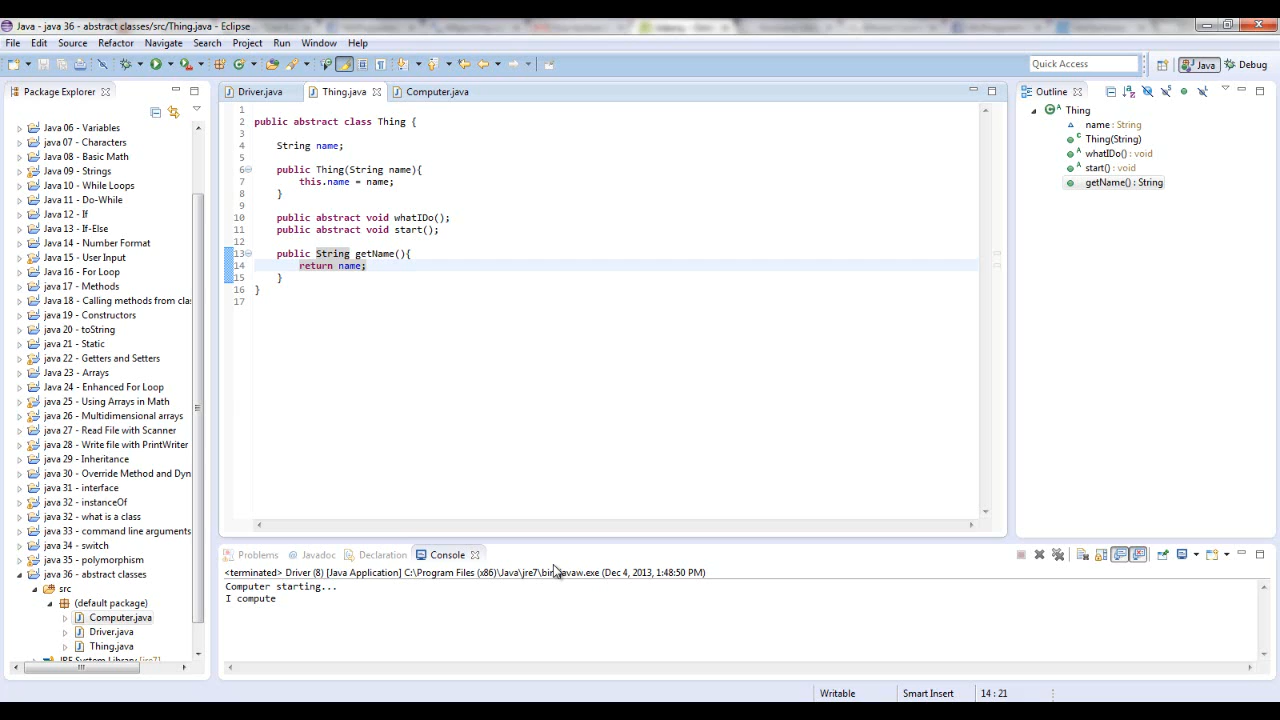 Java - java 36 - abstract classes/src/Thing.java - Eclipse
File Edit Source Refactor Navigate Search Project Run Window Help
Quick Access Java Debug
Package Explorer
Java 06 - Variables
java 07 - Characters
Java 08 - Basic Math
Java 09 - Strings
Java 10 - While Loops
Java 11 - Do-While
Java 12 - If
Java 13 - If-Else
Java 14 - Number Format
Java 15 - User Input
Java 16 - For Loop
Java 17 - Methods
Java 18 - Calling methods from clas
java 19 - Constructors
java 20 - toString
java 21 - Static
java 22 - Getters and Setters
Java 23 - Arrays
Java 24 - Enhanced For Loop
java 25 - Using Arrays in Math
java 26 - Multidimensional arrays
java 27 - Read File with Scanner
java 28 - Write file with PrintWriter
java 29 - Inheritance
java 30 - Override Method and Dyn
java 31 - interface
java 32 - instanceOf
java 32 - what is a class
java 33 - command line arguments
java 34 - switch
java 35 - polymorphism
java 36 - abstract classes
src
(default package)
Computer.java
Driver.java
Thing.java
JRE System Library [jre7]
Driver.java Thing.java Computer.java
1
2 public abstract class Thing {
3
4 String name;
5
6 public Thing(String name){
7 this.name = name;
8 }
9
10 public abstract void whatIDo();
11 public abstract void start();
12
13 public String getName(){
14 return name;
15 }
16 }
17
Outline
Thing
name : String
Thing(String)
whatIDo() : void
start() : void
getName() : String
Problems Javadoc Declaration Console
<terminated> Driver (8) [Java Application] C:\Program Files (x86)\Java\jre7\bin\javaw.exe (Dec 4, 2013, 1:48:50 PM)
Computer starting...
I compute
Writable Smart Insert 14 : 21